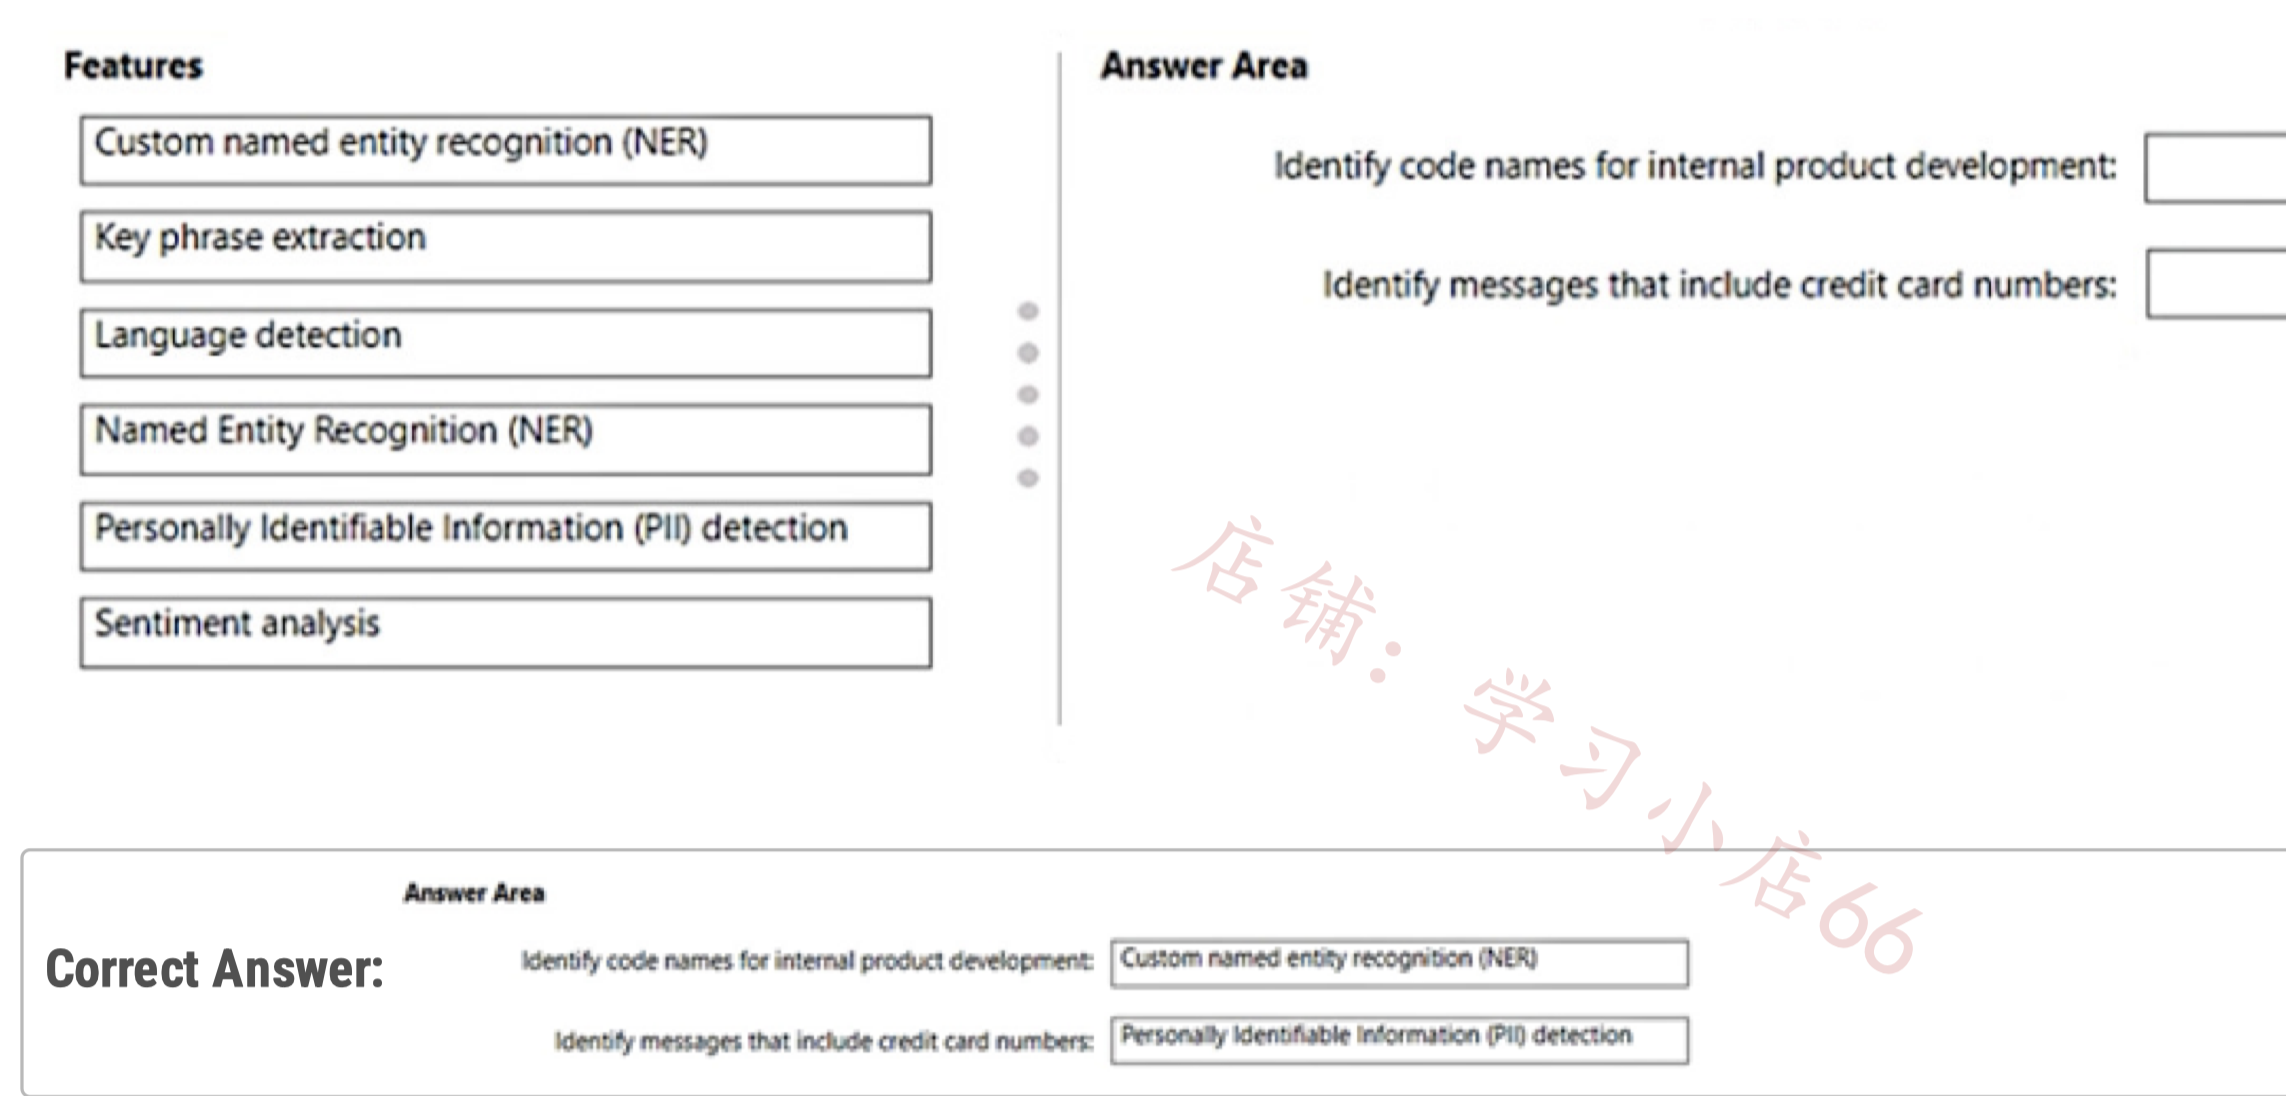 Features
Custom named entity recognition (NER)
Key phrase extraction
Language detection
Named Entity Recognition (NER)
Personally Identifiable Information (PII) detection
Sentiment analysis
Answer Area
Identify code names for internal product development:
Identify messages that include credit card numbers:
店铺：学习小店66
Correct Answer:
Answer Area
Identify code names for internal product development:
Custom named entity recognition (NER)
Identify messages that include credit card numbers:
Personally Identifiable Information (PII) detection